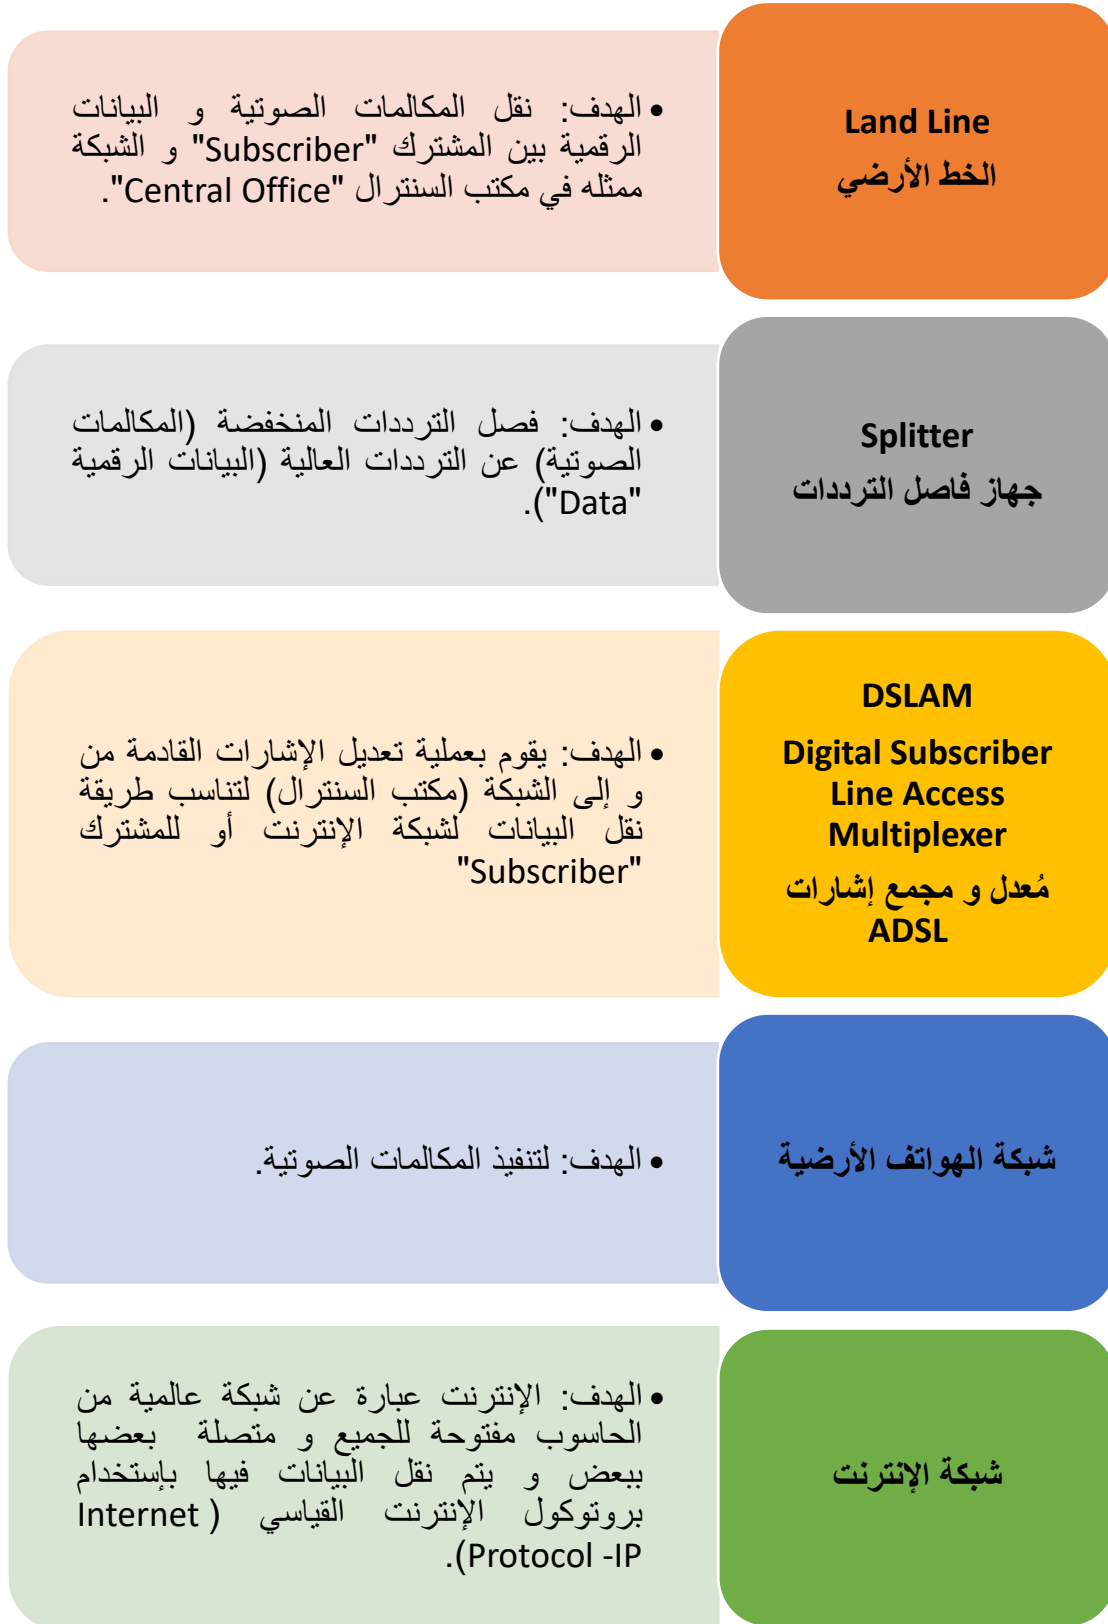 Land Line
الخط الأرضي
• الهدف: نقل المكالمات الصوتية و البيانات
الرقمية بين المشترك "Subscriber" و الشبكة
ممثله في مكتب السنترال "Central Office".
Splitter
جهاز فاصل الترددات
• الهدف: فصل الترددات المنخفضة (المكالمات
الصوتية) عن الترددات العالية (البيانات الرقمية
"Data").
DSLAM
Digital Subscriber
Line Access
Multiplexer
مُعدل و مجمع إشارات
ADSL
• الهدف: يقوم بعملية تعديل الإشارات القادمة من
و إلى الشبكة (مكتب السنترال) لتناسب طريقة
نقل البيانات لشبكة الإنترنت أو للمشترك
"Subscriber"
شبكة الهواتف الأرضية
• الهدف: لتنفيذ المكالمات الصوتية.
شبكة الإنترنت
• الهدف: الإنترنت عبارة عن شبكة عالمية من
الحاسوب مفتوحة للجميع و متصلة بعضها
ببعض و يتم نقل البيانات فيها بإستخدام
بروتوكول الإنترنت القياسي (Internet
Protocol -IP).